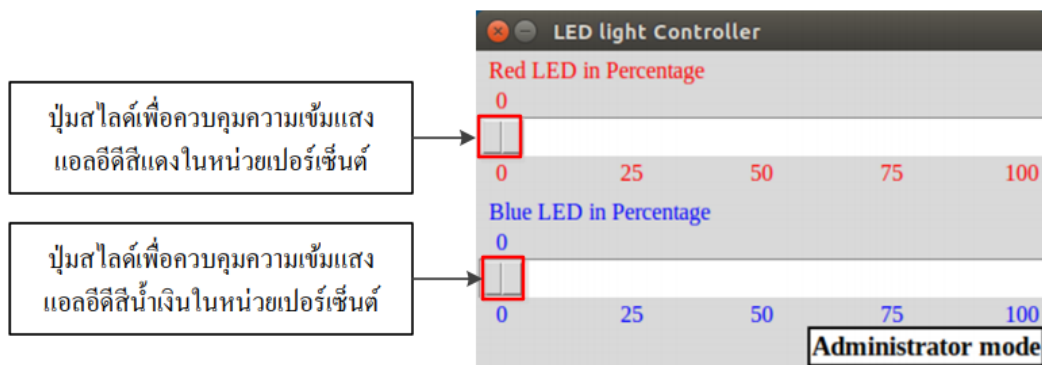 LED light Controller
Red LED in Percentage
0
0 25 50 75 100
Blue LED in Percentage
0
0 25 50 75 100
Administrator mode
ปุ่มสไลด์เพื่อควบคุมความเข้มแสง
แอลอีดีสีแดงในหน่วยเปอร์เซ็นต์
ปุ่มสไลด์เพื่อควบคุมความเข้มแสง
แอลอีดีสีน้ำเงินในหน่วยเปอร์เซ็นต์